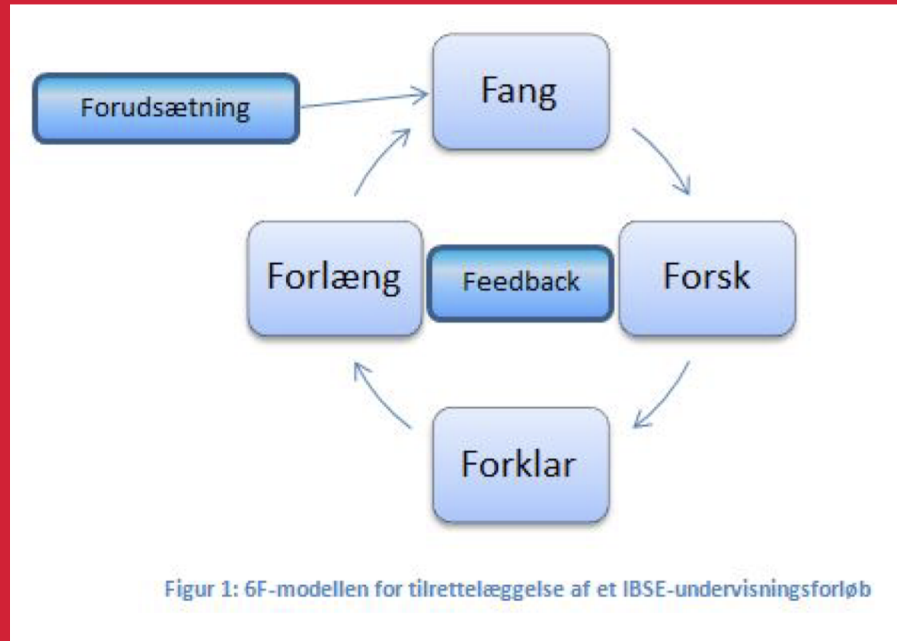 Forudsætning
Fang
Forlæng
Feedback
Forsk
Forklar
Figur 1: 6F-modellen for tilrettelæggelse af et IBSE-undervisningsforløb